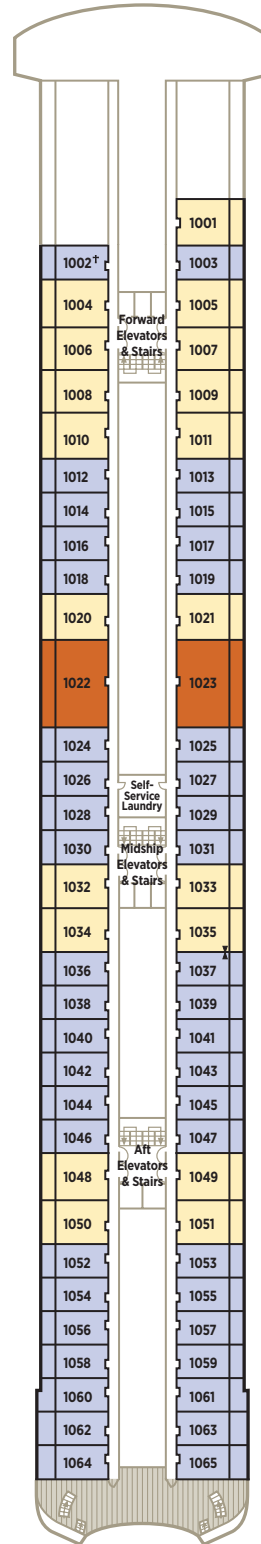 1001
1002† 1003
1004 1005
Forward
Elevators
& Stairs
1006 1007
1008 1009
1010 1011
1012 1013
1014 1015
1016 1017
1018 1019
1020 1021
1022 1023
1024 1025
1026 1027
Self-
Service
Laundry
1028 1029
1030 1031
Midship
Elevators
& Stairs
1032 1033
1034 1035
1036 1037
1038 1039
1040 1041
1042 1043
1044 1045
1046 1047
Aft
Elevators
& Stairs
1048 1049
1050 1051
1052 1053
1054 1055
1056 1057
1058 1059
1060 1061
1062 1063
1064 1065